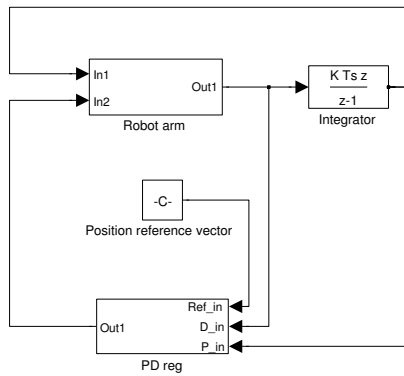 In1
In2
Out1
Robot arm
K Ts z
z-1
Integrator
-C-
Position reference vector
Ref_in
D_in
P_in
Out1
PD reg